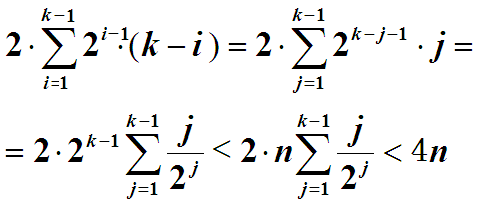 2 · ∑_{i=1}^{k−1} 2^{i−1} · (k − i) = 2 · ∑_{j=1}^{k−1} 2^{k−j−1} · j =
= 2 · 2^{k−1} ∑_{j=1}^{k−1} j/2^j < 2 · n ∑_{j=1}^{k−1} j/2^j < 4n